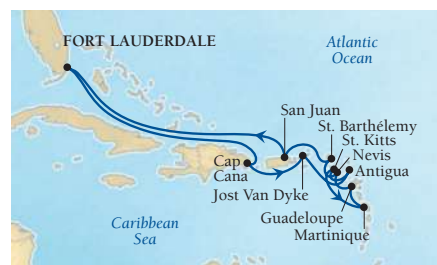 FORT LAUDERDALE
Atlantic
Ocean
San Juan
St. Barthélemy
St. Kitts
Nevis
Antigua
Cap
Cana
Jost Van Dyke
Guadeloupe
Martinique
Caribbean
Sea